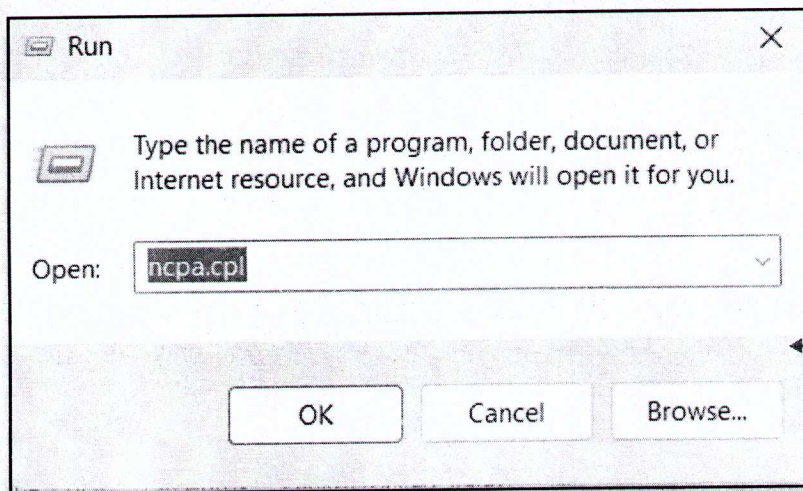 Run
Type the name of a program, folder, document, or
Internet resource, and Windows will open it for you.
Open: ncpa.cpl
OK Cancel Browse...